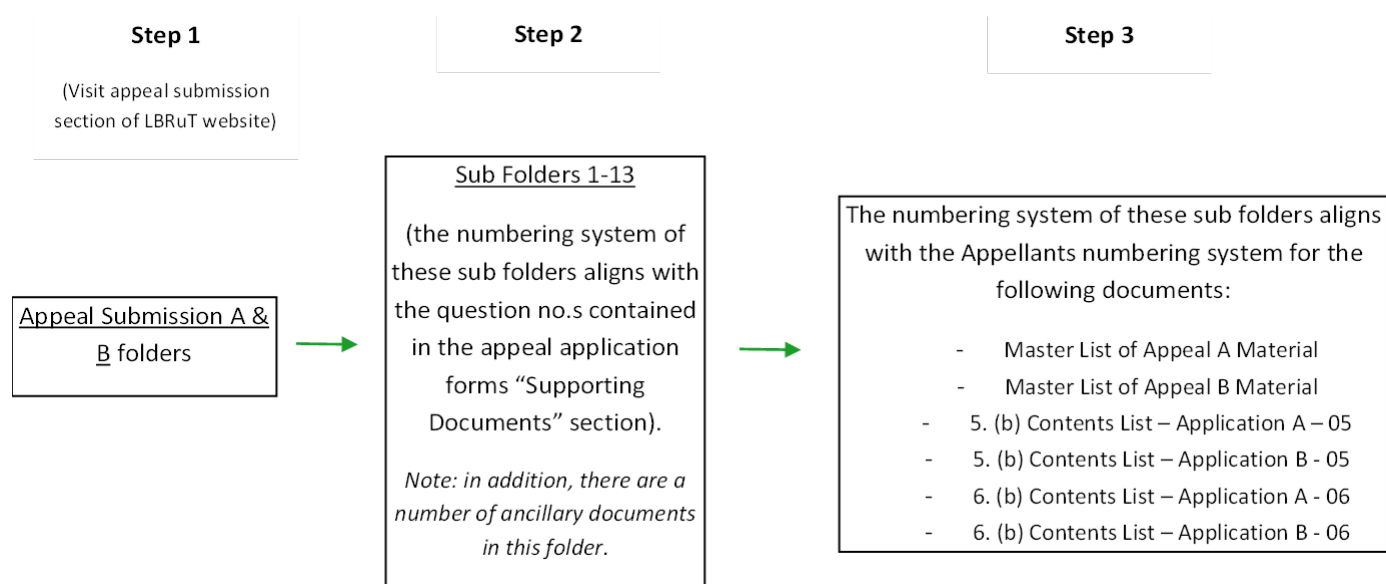 Step 1
(Visit appeal submission
section of LBRuT website)
Appeal Submission A &
B folders
Step 2
Sub Folders 1-13
(the numbering system of
these sub folders aligns with
the question no.s contained
in the appeal application
forms “Supporting
Documents” section).
Note: in addition, there are a
number of ancillary documents
in this folder.
Step 3
The numbering system of these sub folders aligns
with the Appellants numbering system for the
following documents:
- Master List of Appeal A Material
- Master List of Appeal B Material
- 5. (b) Contents List – Application A – 05
- 5. (b) Contents List – Application B - 05
- 6. (b) Contents List – Application A - 06
- 6. (b) Contents List – Application B - 06